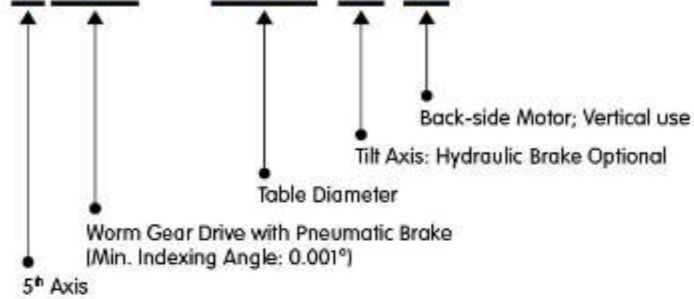 Back-side Motor; Vertical use
Tilt Axis: Hydraulic Brake Optional
Table Diameter
Worm Gear Drive with Pneumatic Brake
(Min. Indexing Angle: 0.001°)
5th Axis